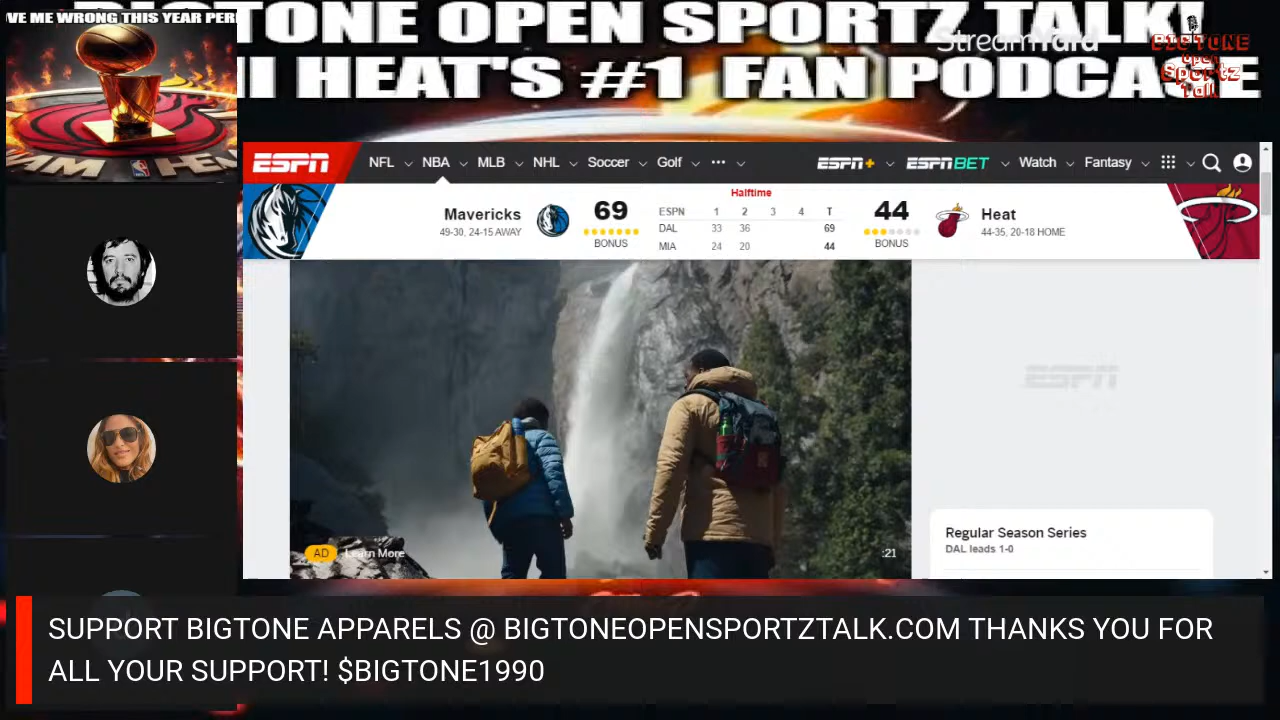 VE ME WRONG THIS YEAR PER
TONE OPEN SPORTZ TALK!
I HEAT'S #1 FAN PODCAS E
StreamYard
BIGTONE
open
Sportz
Talk
ESPN
NFL NBA MLB NHL Soccer Golf ••• ESPN+ ESPN BET Watch Fantasy
Halftime
Mavericks 69
49-30, 24-15 AWAY
BONUS
ESPN 1 2 3 4 T
DAL 33 36 69
MIA 24 20 44
44 Heat
44-35, 20-18 HOME
BONUS
ESPN
AD Learn More :21
Regular Season Series
DAL leads 1-0
SUPPORT BIGTONE APPARELS @ BIGTONEOPENSPORTZTALK.COM THANKS YOU FOR
ALL YOUR SUPPORT! $BIGTONE1990